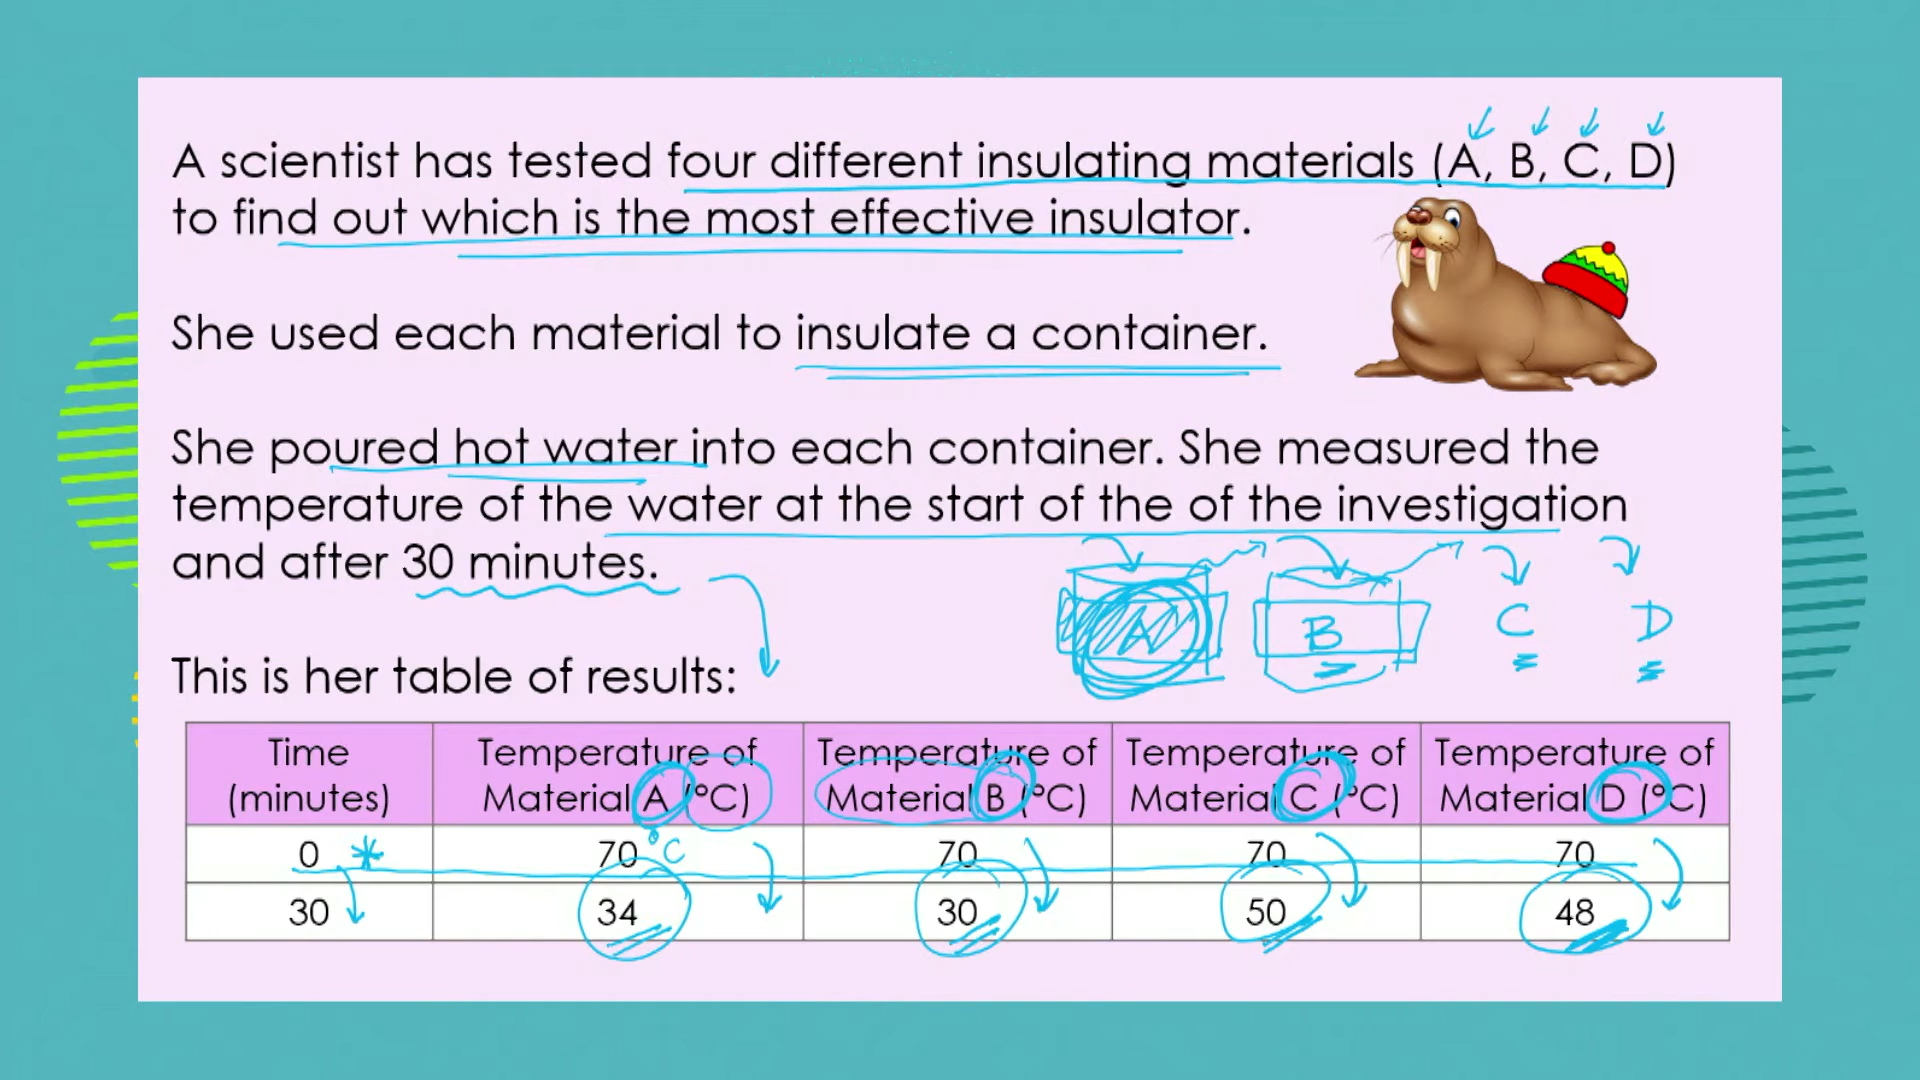 A scientist has tested four different insulating materials (A, B, C, D)
to find out which is the most effective insulator.
She used each material to insulate a container.
She poured hot water into each container. She measured the
temperature of the water at the start of the of the investigation
and after 30 minutes.
A B C D
This is her table of results:
Time (minutes) Temperature of Material A (°C) Temperature of Material B (°C) Temperature of Material C (°C) Temperature of Material D (°C)
0 * 70 °C 70 70 70
30 34 30 50 48